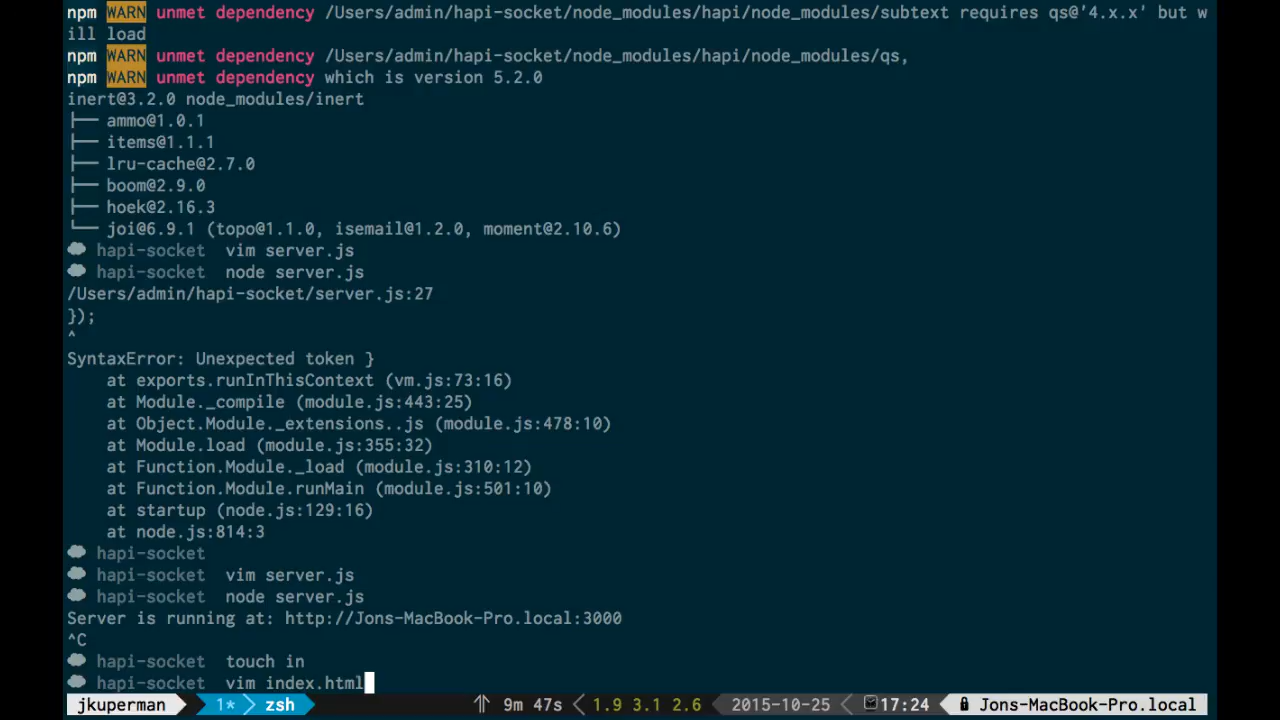 npm WARN unmet dependency /Users/admin/hapi-socket/node_modules/hapi/node_modules/subtext requires qs@'4.x.x' but w
ill load
npm WARN unmet dependency /Users/admin/hapi-socket/node_modules/hapi/node_modules/qs,
npm WARN unmet dependency which is version 5.2.0
inert@3.2.0 node_modules/inert
├── ammo@1.0.1
├── items@1.1.1
├── lru-cache@2.7.0
├── boom@2.9.0
├── hoek@2.16.3
└── joi@6.9.1 (topo@1.1.0, isemail@1.2.0, moment@2.10.6)
hapi-socket vim server.js
hapi-socket node server.js
/Users/admin/hapi-socket/server.js:27
});
^
SyntaxError: Unexpected token }
    at exports.runInThisContext (vm.js:73:16)
    at Module._compile (module.js:443:25)
    at Object.Module._extensions..js (module.js:478:10)
    at Module.load (module.js:355:32)
    at Function.Module._load (module.js:310:12)
    at Function.Module.runMain (module.js:501:10)
    at startup (node.js:129:16)
    at node.js:814:3
hapi-socket
hapi-socket vim server.js
hapi-socket node server.js
Server is running at: http://Jons-MacBook-Pro.local:3000
^C
hapi-socket touch in
hapi-socket vim index.html
jkuperman 1* zsh ↑ 9m 47s 1.9 3.1 2.6 2015-10-25 17:24 Jons-MacBook-Pro.local